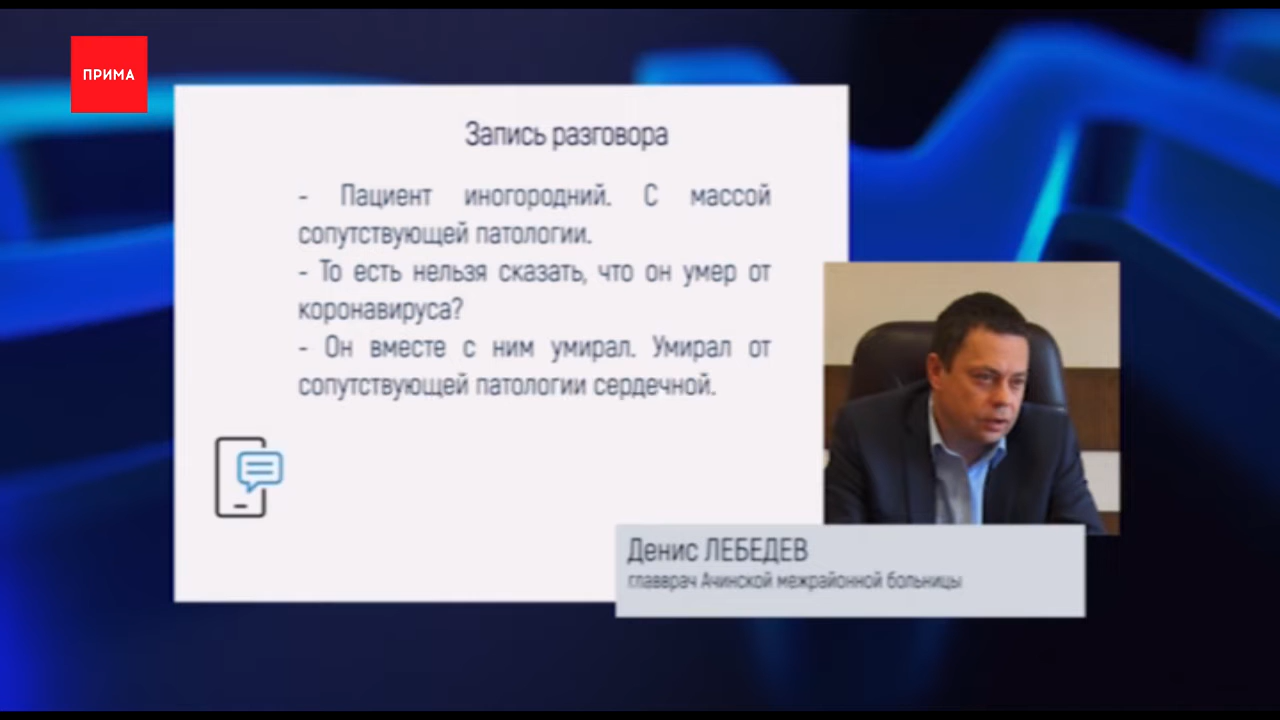 ПРИМА
Запись разговора
- Пациент иногородний. С массой
сопутствующей патологии.
- То есть нельзя сказать, что он умер от
коронавируса?
- Он вместе с ним умирал. Умирал от
сопутствующей патологии сердечной.
Денис ЛЕБЕДЕВ
главврач Ачинской межрайонной больницы